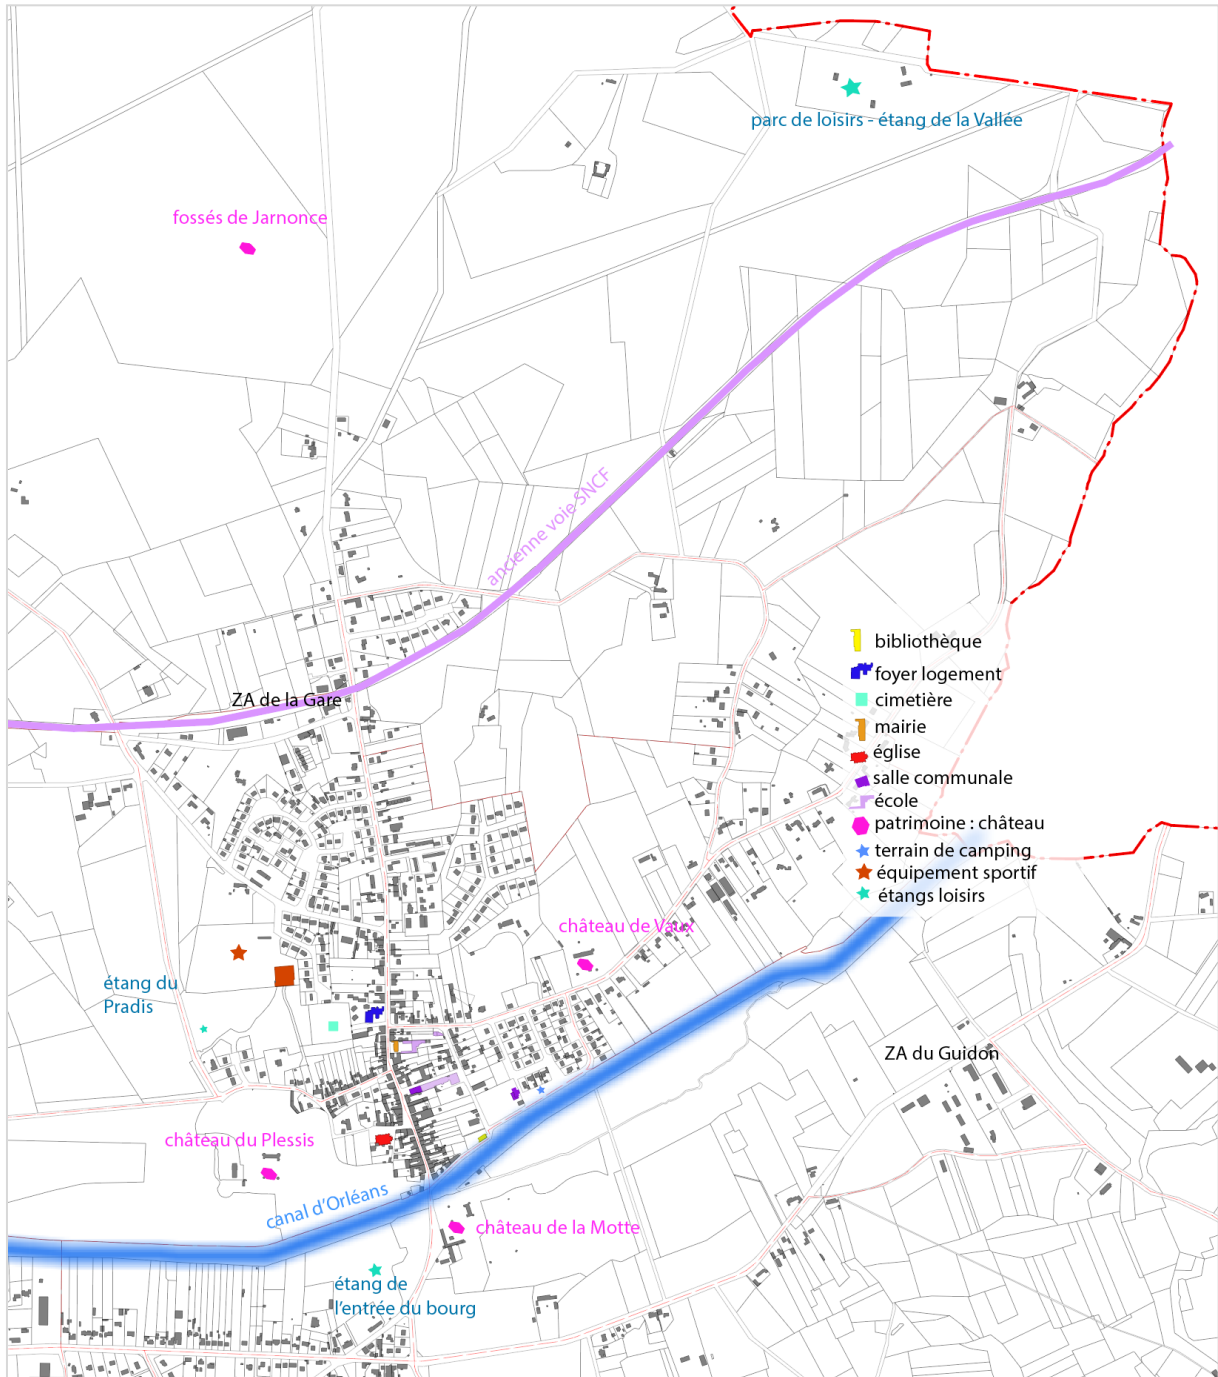 parc de loisirs - étang de la Vallée
fossés de Jarnonce
ancienne voie SNCF
bibliothèque
foyer logement
ZA de la Gare
cimetière
mairie
église
salle communale
école
patrimoine : château
terrain de camping
équipement sportif
étangs loisirs
château de Vaux
étang du
Pradis
ZA du Guidon
château du Plessis
canal d'Orléans
château de la Motte
étang de
l'entrée du bourg